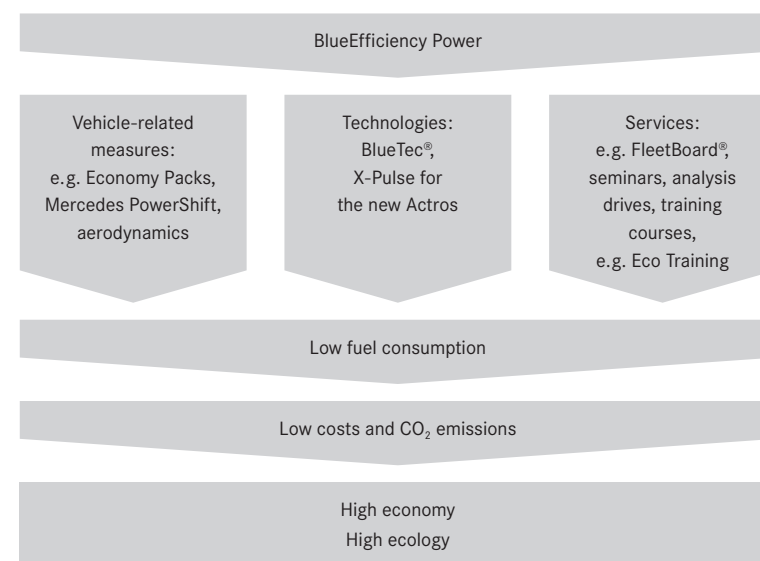 BlueEfficiency Power
Vehicle-related
measures:
e.g. Economy Packs,
Mercedes PowerShift,
aerodynamics
Technologies:
BlueTec®,
X-Pulse for
the new Actros
Services:
e.g. FleetBoard®,
seminars, analysis
drives, training
courses,
e.g. Eco Training
Low fuel consumption
Low costs and CO₂ emissions
High economy
High ecology